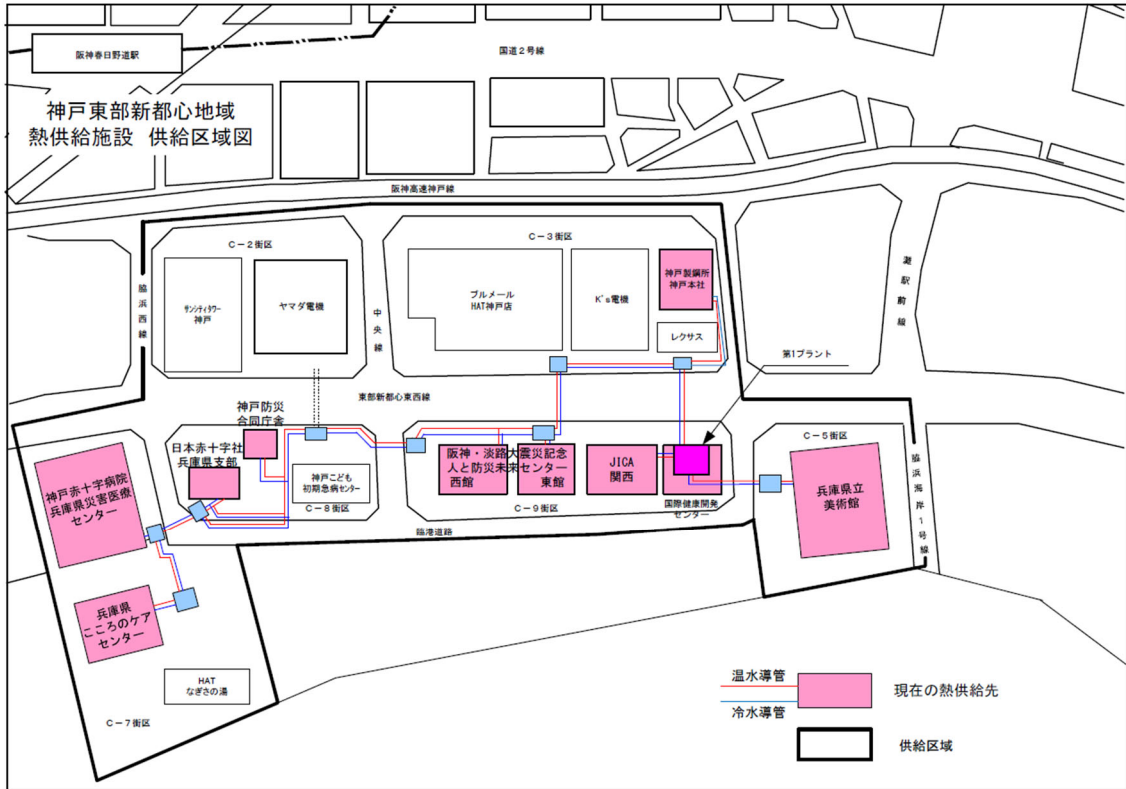 阪神春日野道駅
国道2号線
神戸東部新都心地域
熱供給施設 供給区域図
阪神高速神戸線
C-2街区
C-3街区
脇浜西線
サンシティタワー
神戸
ヤマダ電機
中央線
ブルメール
HAT神戸店
K's電機
神戸製鋼所
神戸本社
レクサス
灘駅前線
第1プラント
東部新都心東西線
神戸防災
合同庁舎
日本赤十字社
兵庫県支部
神戸こども
初期急病センター
C-8街区
阪神・淡路大震災記念
人と防災未来センター
西館
東館
JICA
関西
国際健康開発
センター
C-9街区
C-5街区
兵庫県立
美術館
脇浜海岸1号線
臨港道路
神戸赤十字病院
兵庫県災害医療
センター
兵庫県
こころのケア
センター
HAT
なぎさの湯
C-7街区
温水導管
冷水導管
現在の熱供給先
供給区域